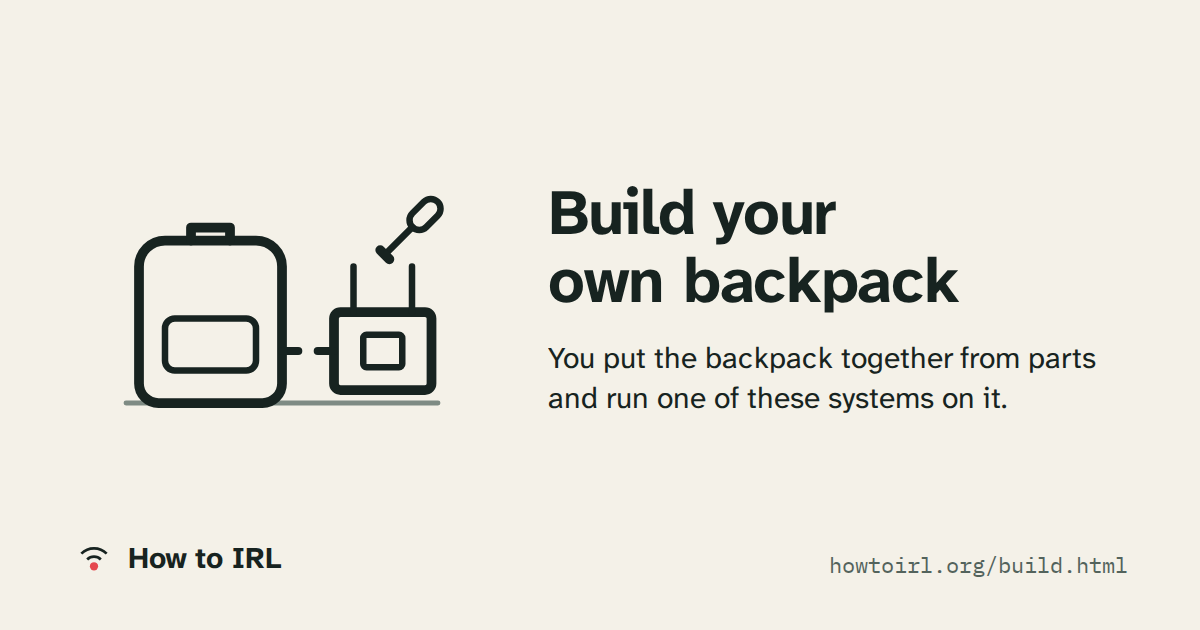 Build your
own backpack
You put the backpack together from parts
and run one of these systems on it.
How to IRL
howtoirl.org/build.html